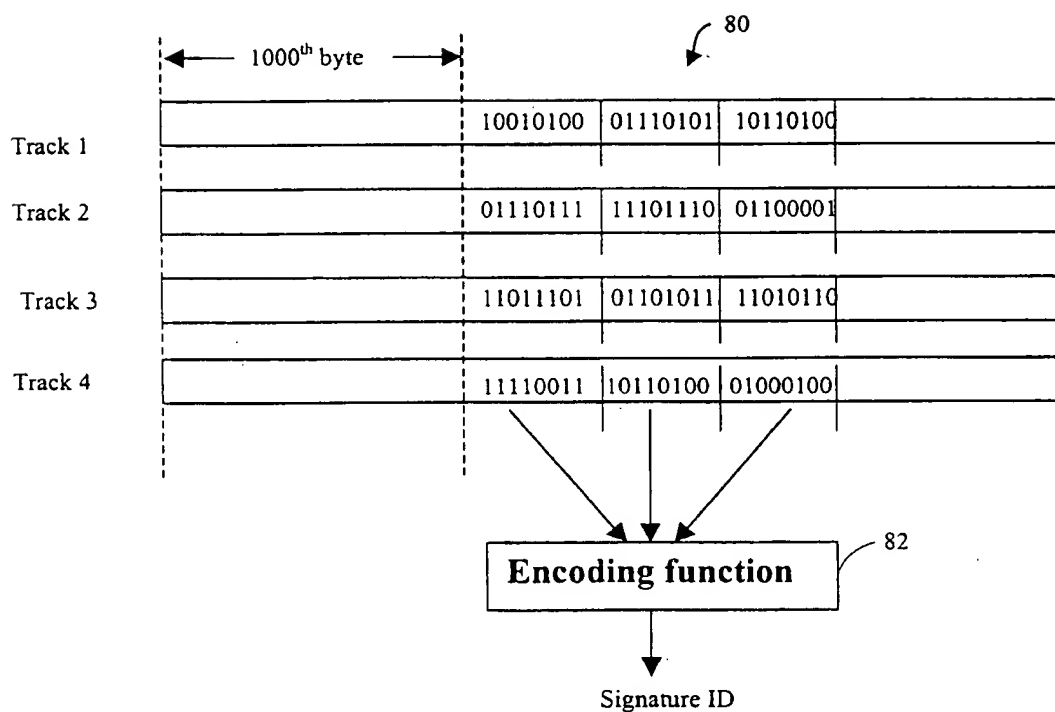 80
1000th byte
Track 1
10010100 01110101 10110100
Track 2
01110111 11101110 01100001
Track 3
11011101 01101011 11010110
Track 4
11110011 10110100 01000100
82
Encoding function
Signature ID